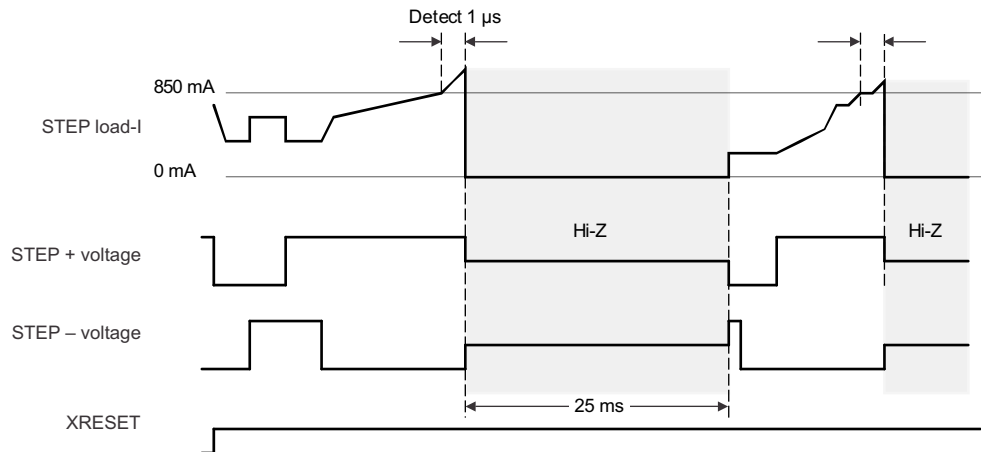 Detect 1 µs
850 mA
STEP load-I
0 mA
Hi-Z
Hi-Z
STEP + voltage
STEP – voltage
25 ms
XRESET